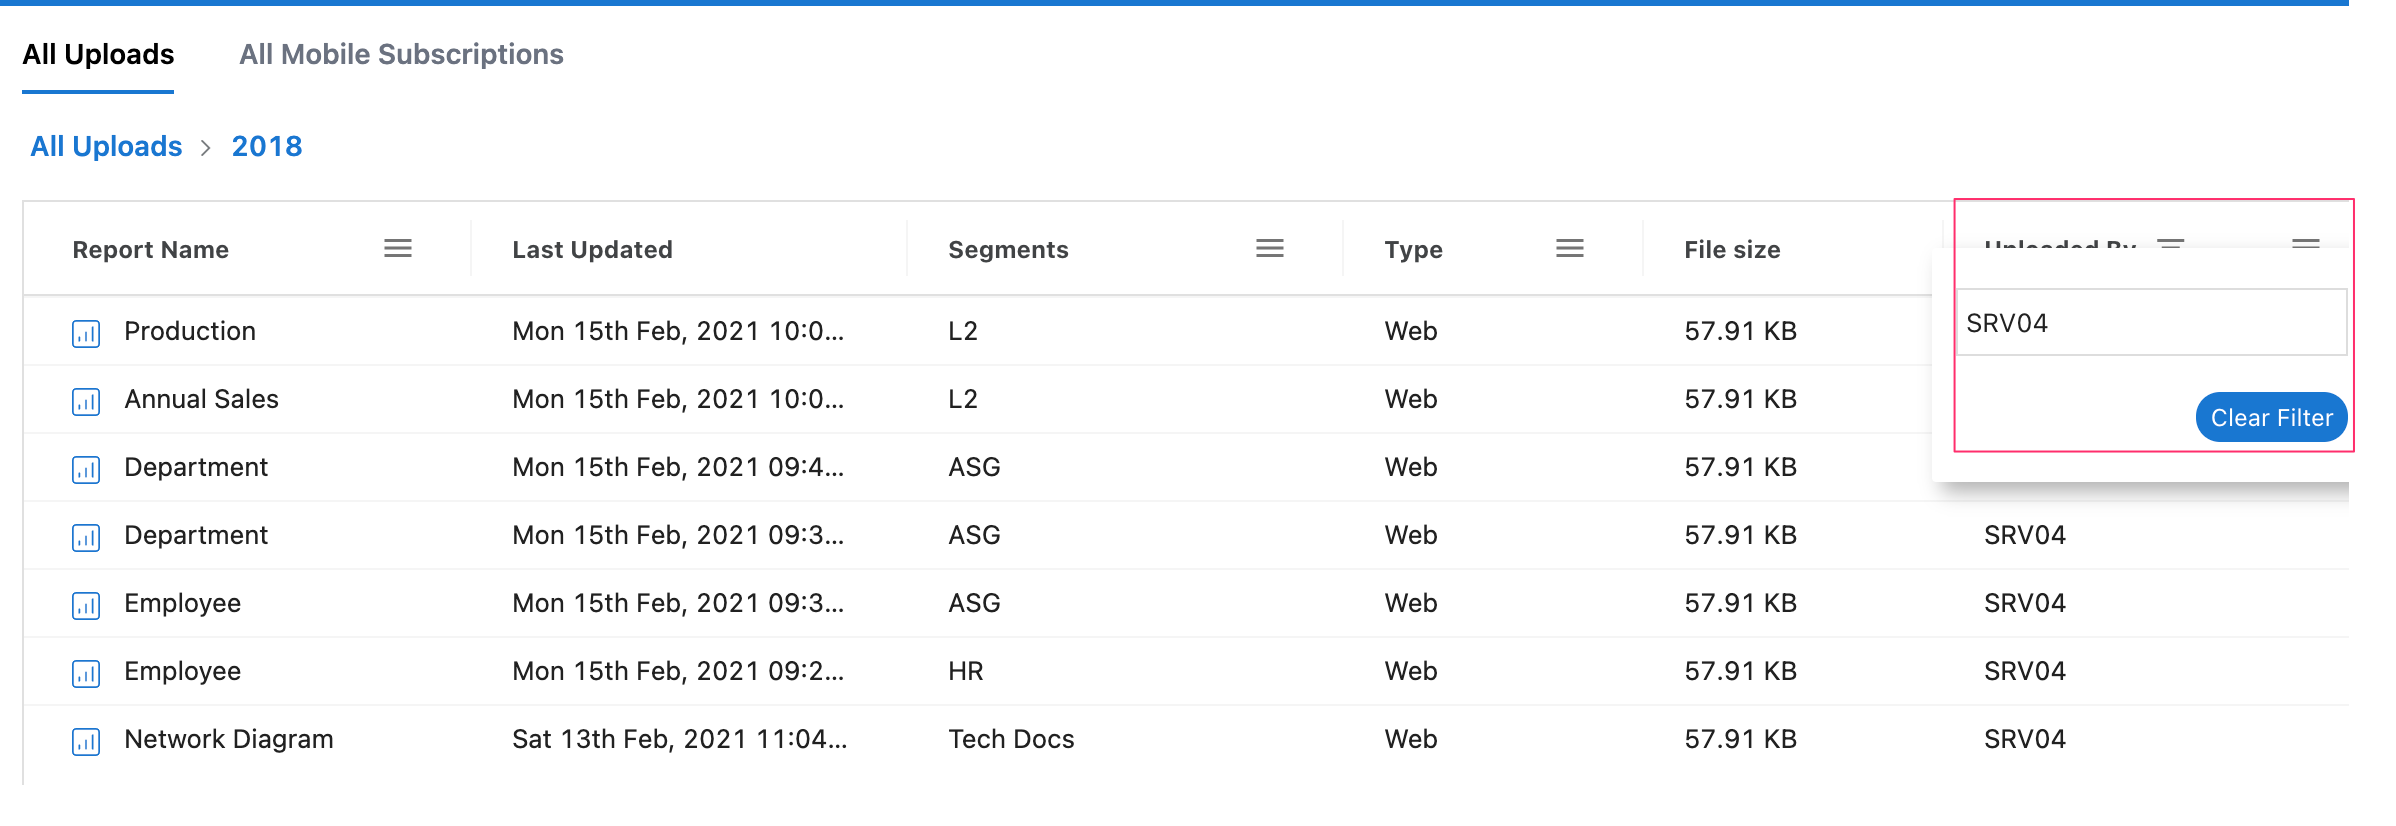 All Uploads All Mobile Subscriptions
All Uploads > 2018
Report Name Last Updated Segments Type File size Uploaded By
SRV04
Production Mon 15th Feb, 2021 10:0... L2 Web 57.91 KB
Annual Sales Mon 15th Feb, 2021 10:0... L2 Web 57.91 KB
Clear Filter
Department Mon 15th Feb, 2021 09:4... ASG Web 57.91 KB
Department Mon 15th Feb, 2021 09:3... ASG Web 57.91 KB SRV04
Employee Mon 15th Feb, 2021 09:3... ASG Web 57.91 KB SRV04
Employee Mon 15th Feb, 2021 09:2... HR Web 57.91 KB SRV04
Network Diagram Sat 13th Feb, 2021 11:04... Tech Docs Web 57.91 KB SRV04